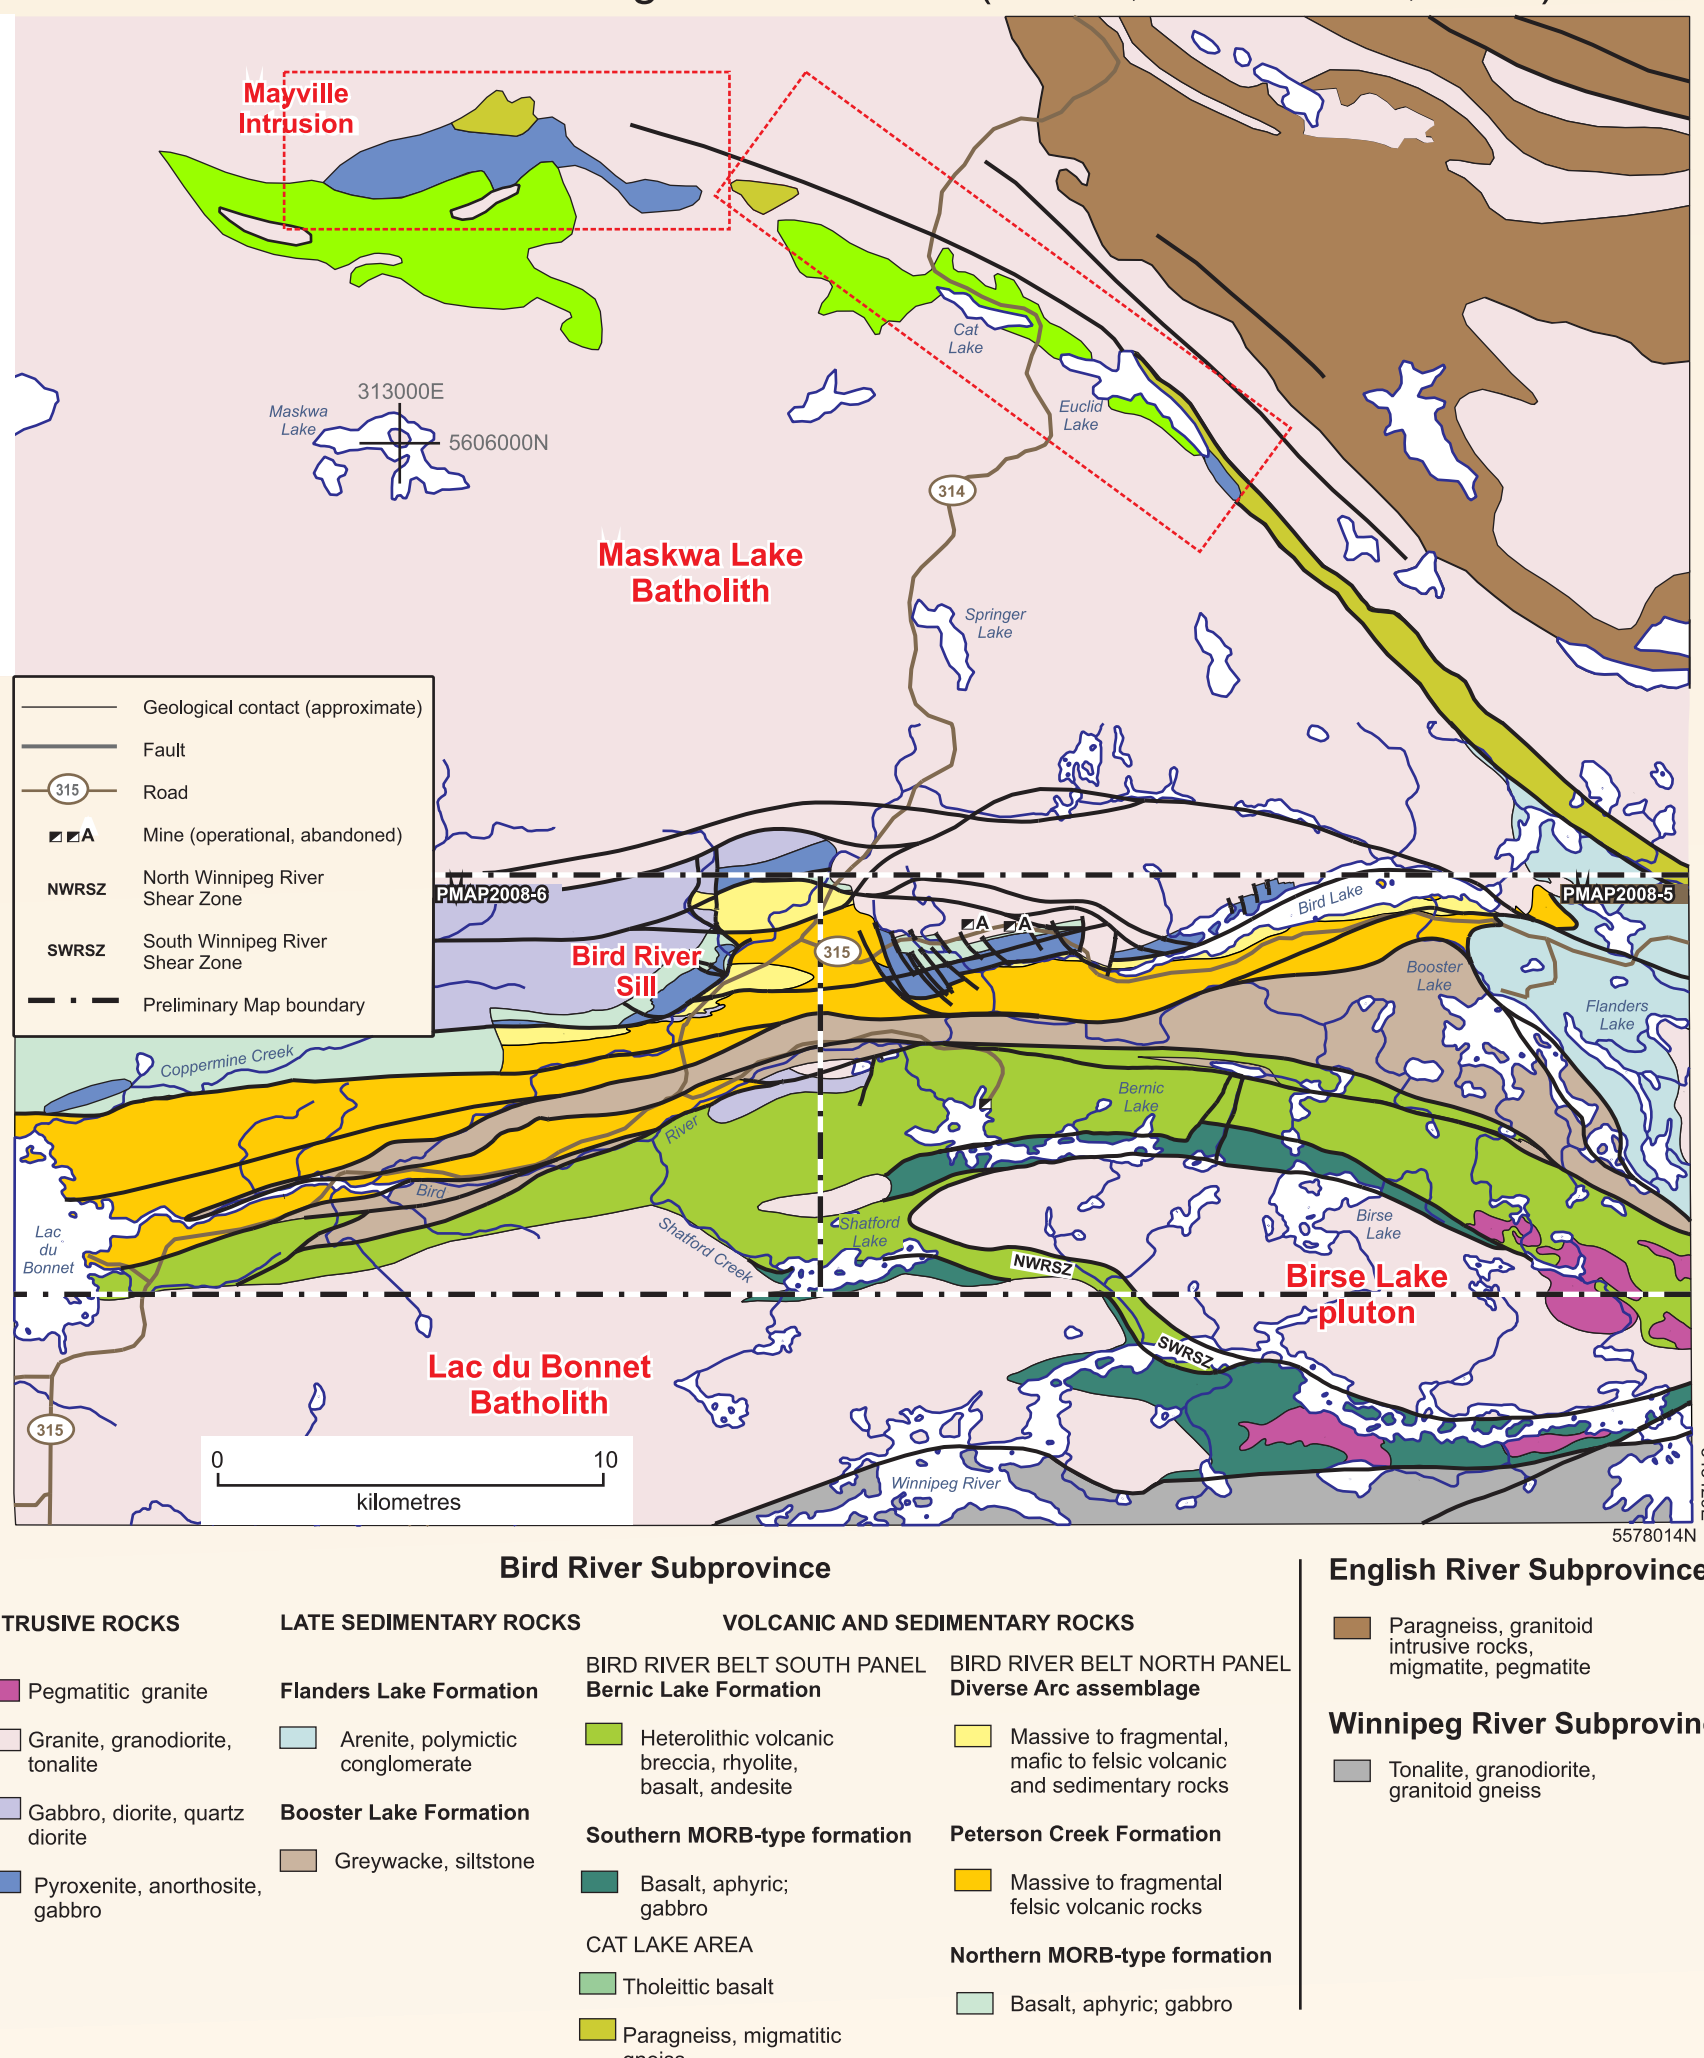 Mayville
Intrusion
Cat
Lake
313000E
Maskwa
Lake
5606000N
Euclid
Lake
314
Maskwa Lake
Batholith
Springer
Lake
Geological contact (approximate)
Fault
315
Road
A
Mine (operational, abandoned)
NWRSZ
North Winnipeg River
Shear Zone
SWRSZ
South Winnipeg River
Shear Zone
Preliminary Map boundary
PMAP2008-6
PMAP2008-5
Bird Lake
A
A
315
Bird River
Sill
Booster
Lake
Flanders
Lake
Coppermine Creek
Bernic
Lake
River
Bird
Lac
du
Bonnet
Shatford Creek
Shatford
Lake
Birse
Lake
NWRSZ
Birse Lake
pluton
SWRSZ
Lac du Bonnet
Batholith
315
0
10
kilometres
Winnipeg River
5578014N
Bird River Subprovince
TRUSIVE ROCKS
Pegmatitic granite
Granite, granodiorite,
tonalite
Gabbro, diorite, quartz
diorite
Pyroxenite, anorthosite,
gabbro
LATE SEDIMENTARY ROCKS
Flanders Lake Formation
Arenite, polymictic
conglomerate
Booster Lake Formation
Greywacke, siltstone
VOLCANIC AND SEDIMENTARY ROCKS
BIRD RIVER BELT SOUTH PANEL
Bernic Lake Formation
Heterolithic volcanic
breccia, rhyolite,
basalt, andesite
Southern MORB-type formation
Basalt, aphyric;
gabbro
CAT LAKE AREA
Tholeittic basalt
Paragneiss, migmatitic
BIRD RIVER BELT NORTH PANEL
Diverse Arc assemblage
Massive to fragmental,
mafic to felsic volcanic
and sedimentary rocks
Peterson Creek Formation
Massive to fragmental
felsic volcanic rocks
Northern MORB-type formation
Basalt, aphyric; gabbro
English River Subprovince
Paragneiss, granitoid
intrusive rocks,
migmatite, pegmatite
Winnipeg River Subprovin
Tonalite, granodiorite,
granitoid gneiss